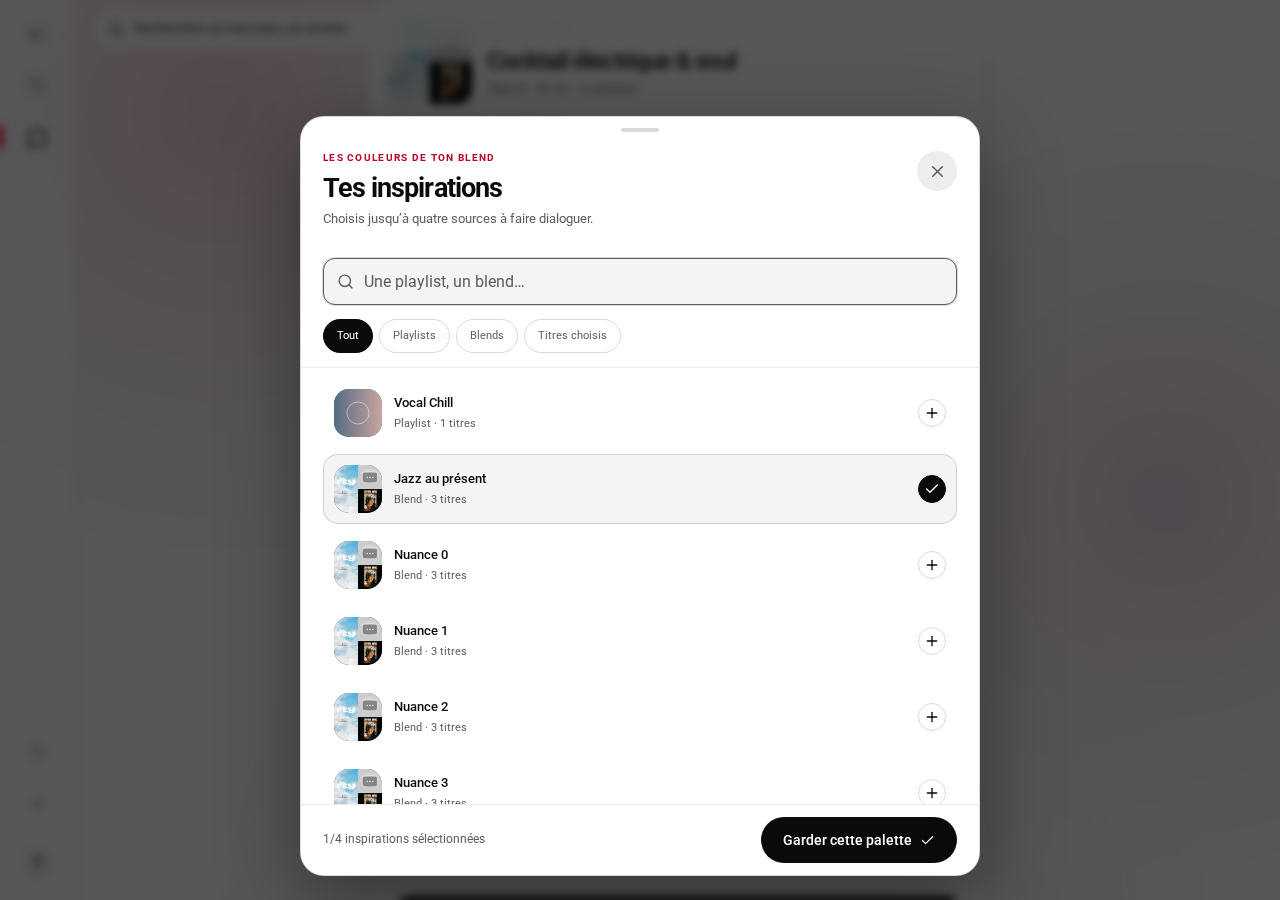 Cocktail électrique & soul
LES COULEURS DE TON BLEND
Tes inspirations
Choisis jusqu’à quatre sources à faire dialoguer.
Une playlist, un blend…
Tout
Playlists
Blends
Titres choisis
Vocal Chill
Playlist · 1 titres
Jazz au présent
Blend · 3 titres
Nuance 0
Blend · 3 titres
Nuance 1
Blend · 3 titres
Nuance 2
Blend · 3 titres
Nuance 3
Blend · 3 titres
1/4 inspirations sélectionnées
Garder cette palette